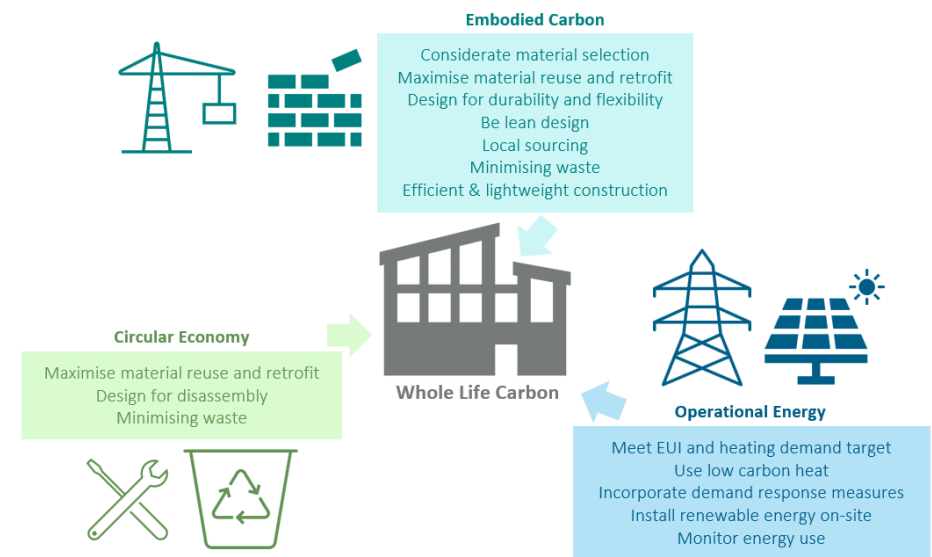 Embodied Carbon
Considerate material selection
Maximise material reuse and retrofit
Design for durability and flexibility
Be lean design
Local sourcing
Minimising waste
Efficient & lightweight construction
Circular Economy
Maximise material reuse and retrofit
Design for disassembly
Minimising waste
Whole Life Carbon
Operational Energy
Meet EUI and heating demand target
Use low carbon heat
Incorporate demand response measures
Install renewable energy on-site
Monitor energy use